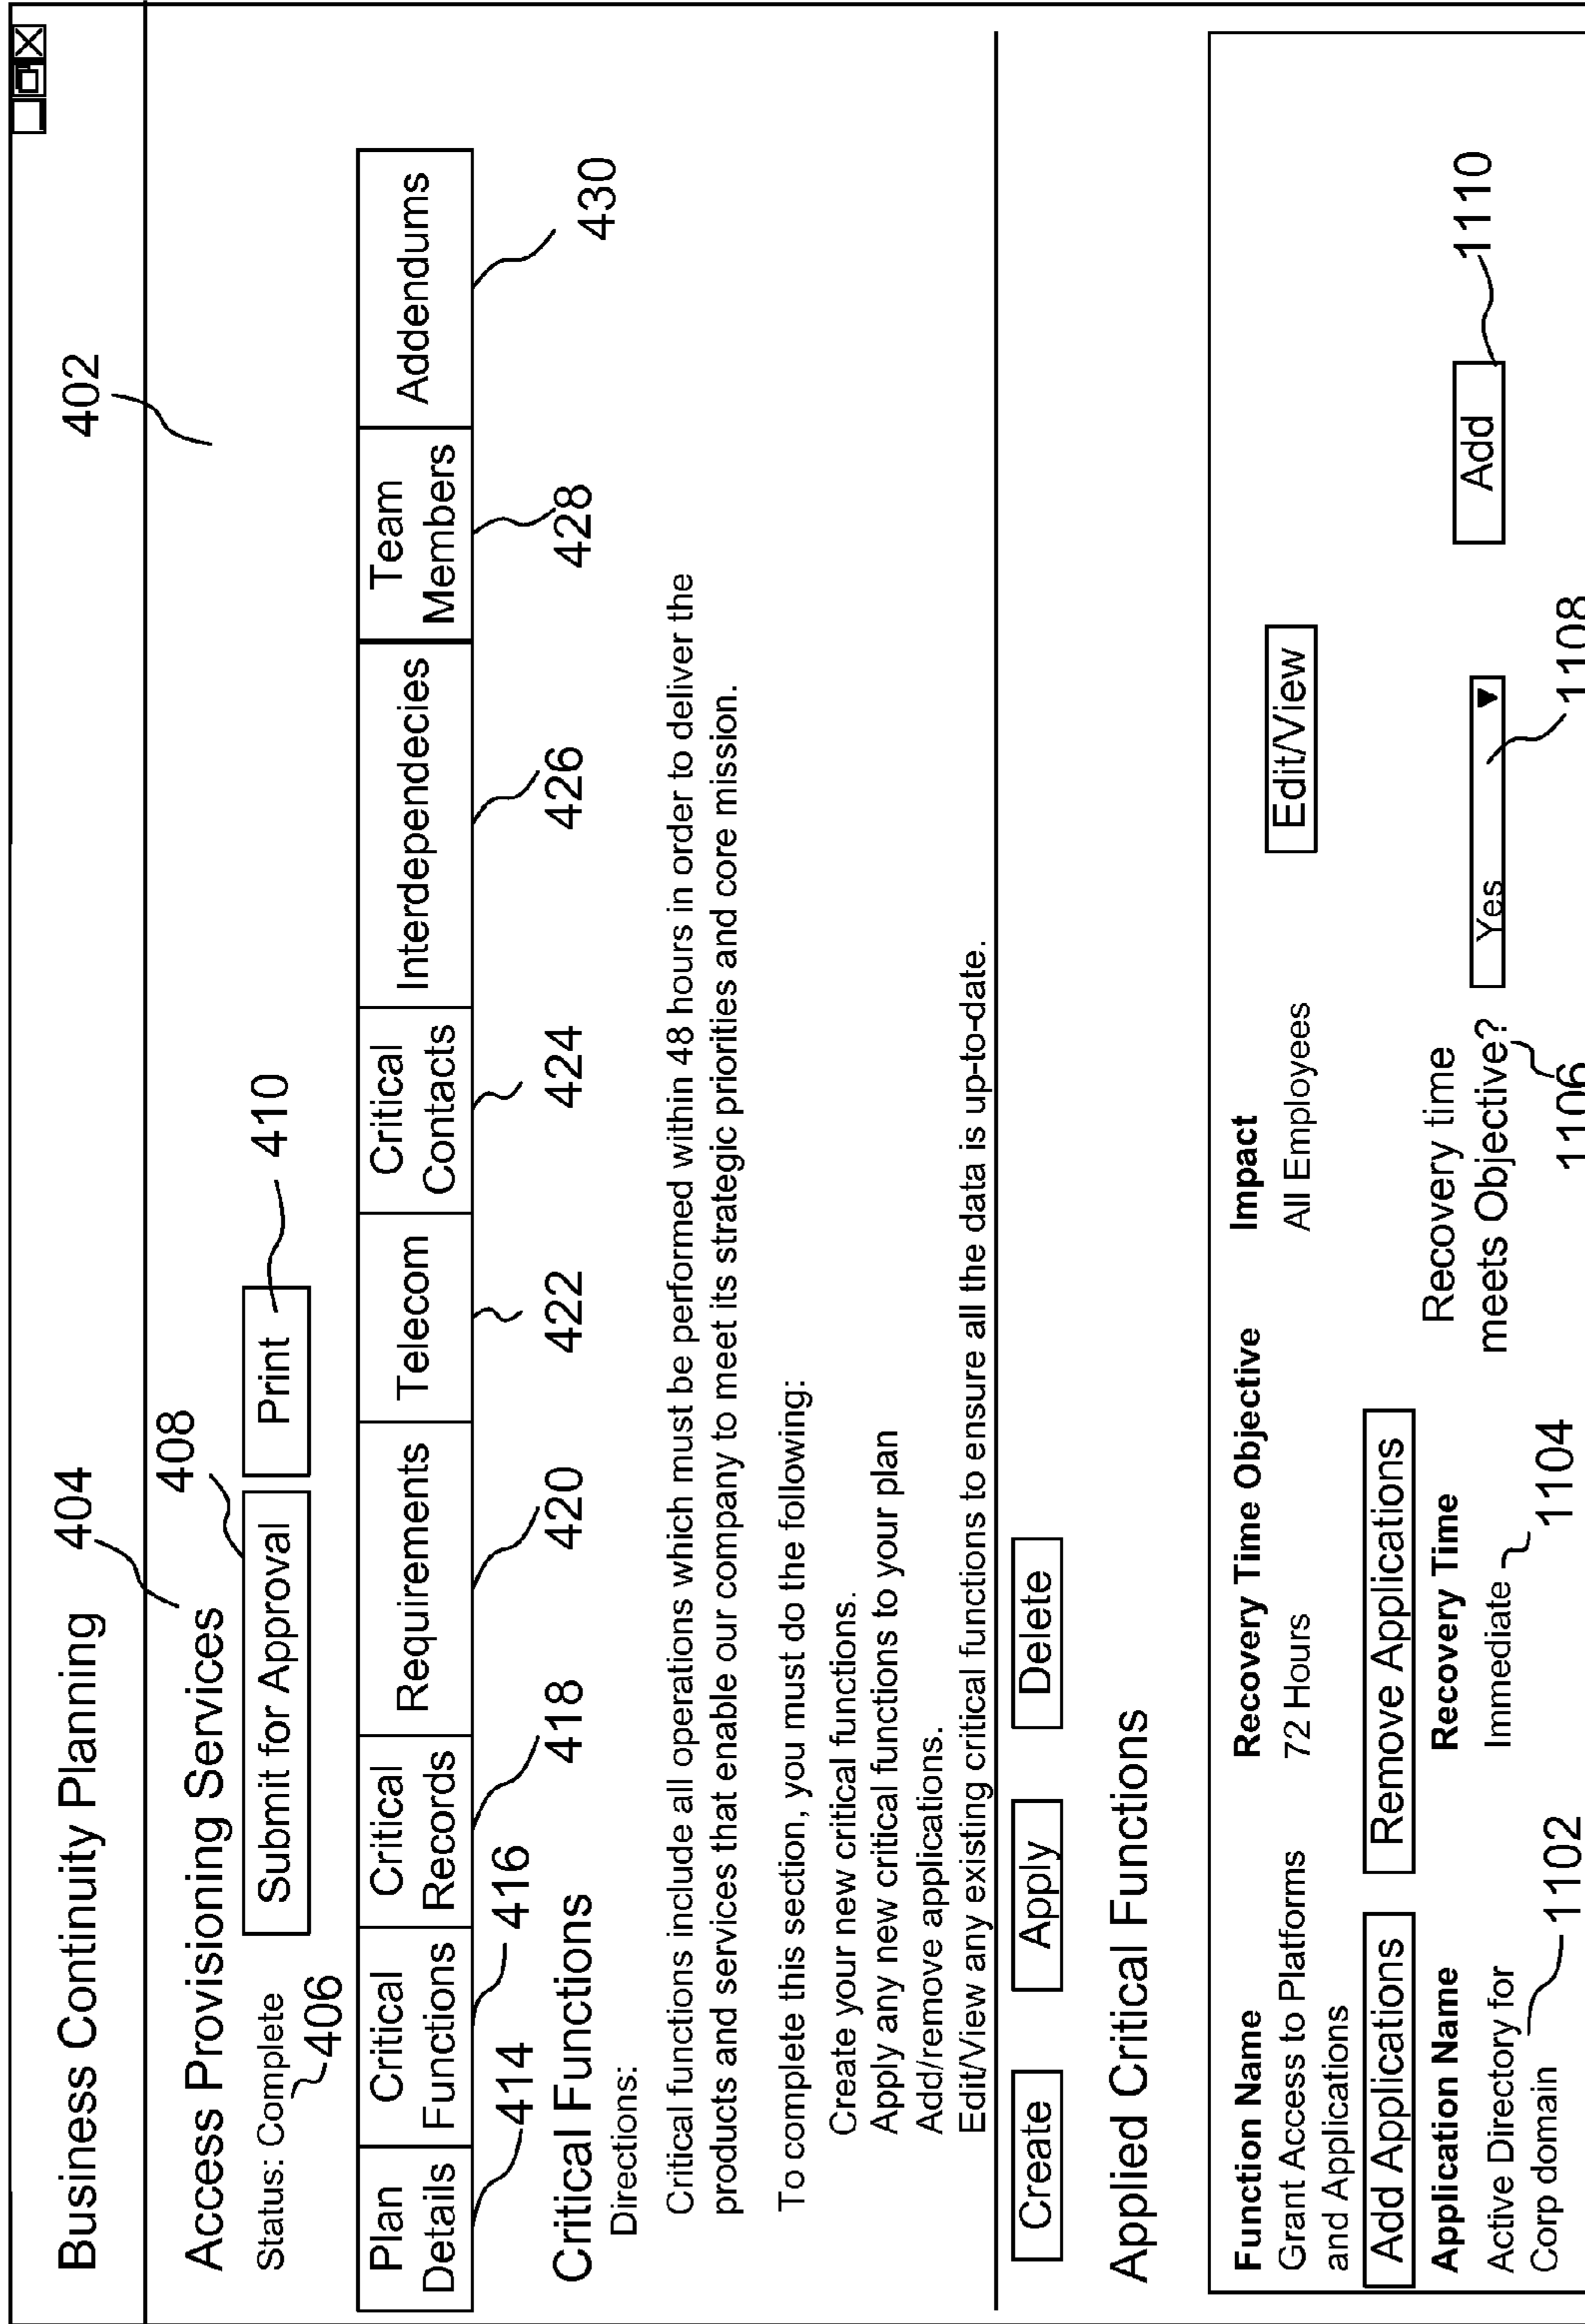 Business Continuity Planning
404
402
Access Provisioning Services
408
Status: Complete
406
Submit for Approval
Print
410
Plan Details
Critical Functions
Critical Records
Requirements
Telecom
Critical Contacts
Interdependecies
Team Members
Addendums
414
416
418
420
422
424
426
428
430
Critical Functions
Directions:
Critical functions include all operations which must be performed within 48 hours in order to deliver the
products and services that enable our company to meet its strategic priorities and core mission.
To complete this section, you must do the following:
Create your new critical functions.
Apply any new critical functions to your plan
Add/remove applications.
Edit/View any existing critical functions to ensure all the data is up-to-date.
Create
Apply
Delete
Applied Critical Functions
Function Name
Recovery Time Objective
Impact
Grant Access to Platforms
and Applications
72 Hours
All Employees
Edit/View
Add Applications
Remove Applications
Application Name
Recovery Time
Recovery time
meets Objective?
Yes
Add
1110
Active Directory for
Corp domain
1102
Immediate
1104
1106
1108